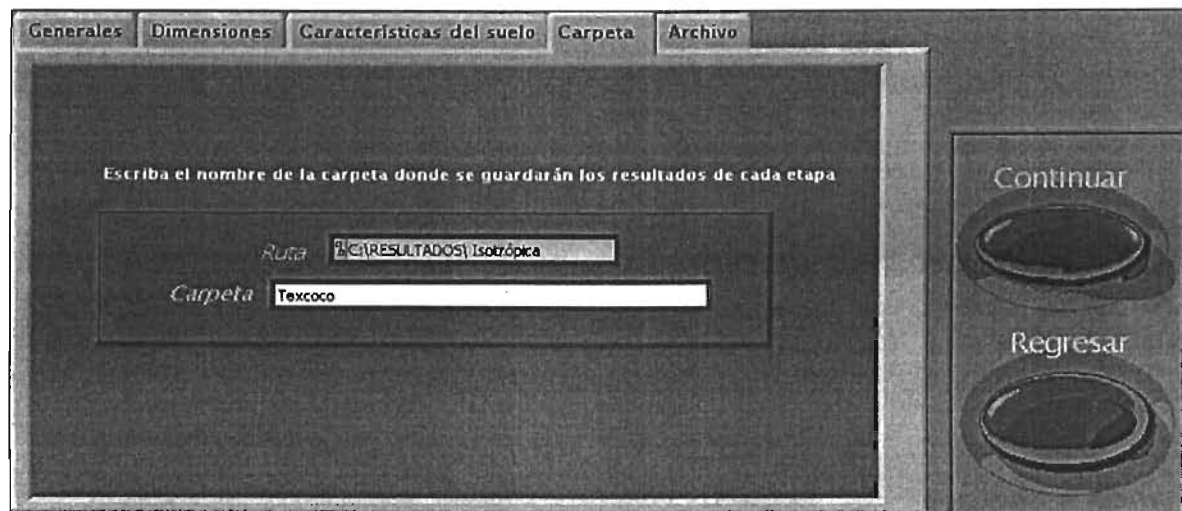 Generales Dimensiones Características del suelo Carpeta Archivo
Escriba el nombre de la carpeta donde se guardarán los resultados de cada etapa
Ruta C:\RESULTADOS\ Isotrópica
Carpeta Texcoco
Continuar
Regresar